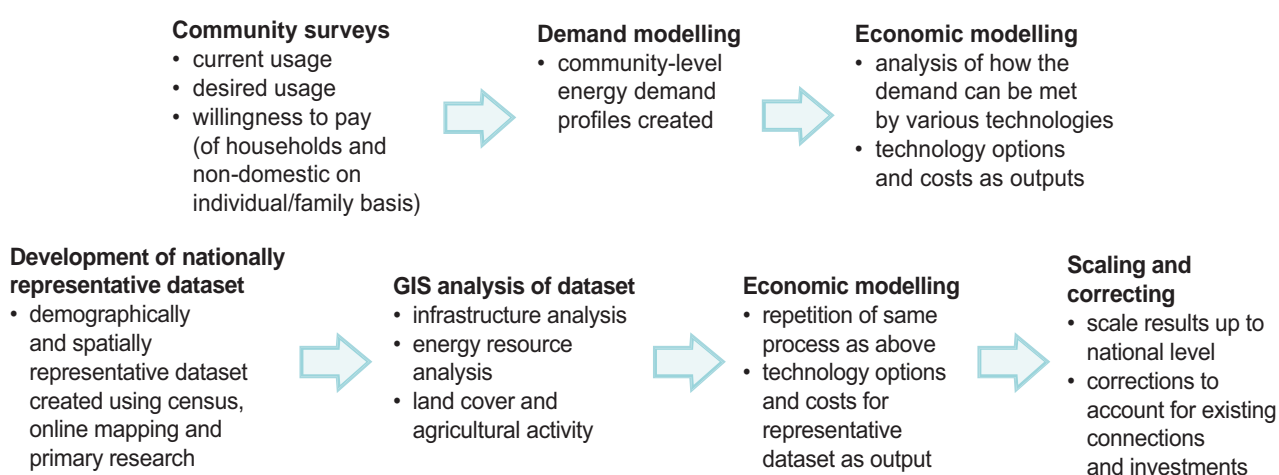 Community surveys
• current usage
• desired usage
• willingness to pay
(of households and
non-domestic on
individual/family basis)
Demand modelling
• community-level
energy demand
profiles created
Economic modelling
• analysis of how the
demand can be met
by various technologies
• technology options
and costs as outputs
Development of nationally
representative dataset
• demographically
and spatially
representative dataset
created using census,
online mapping and
primary research
GIS analysis of dataset
• infrastructure analysis
• energy resource
analysis
• land cover and
agricultural activity
Economic modelling
• repetition of same
process as above
• technology options
and costs for
representative
dataset as output
Scaling and
correcting
• scale results up to
national level
• corrections to
account for existing
connections
and investments